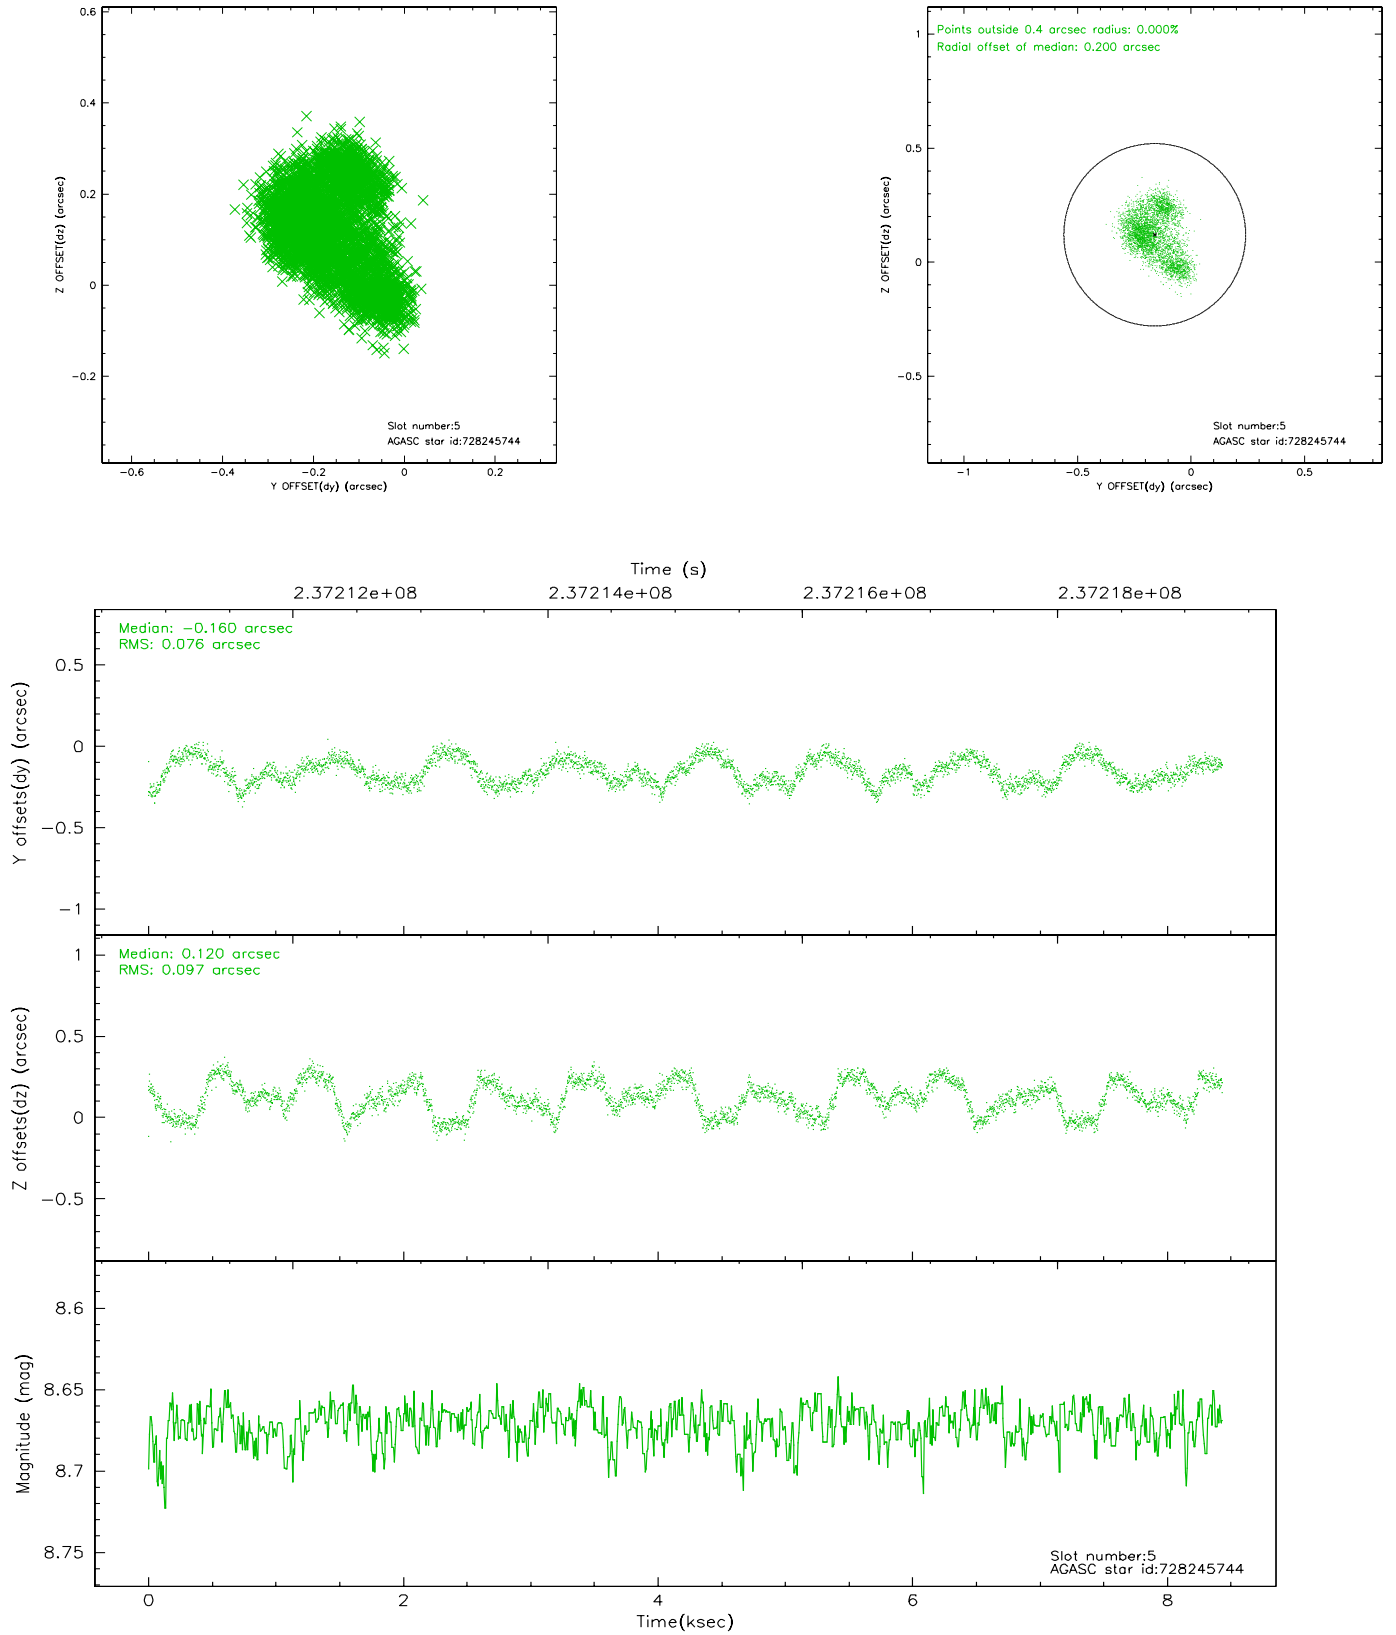 0.6
0.4
0.2
0
−0.2
Z OFFSET(dz) (arcsec)
Slot number:5
AGASC star id:728245744
−0.6 −0.4 −0.2 0 0.2
Y OFFSET(dy) (arcsec)
Points outside 0.4 arcsec radius: 0.000%
Radial offset of median: 0.200 arcsec
1
0.5
0
−0.5
Z OFFSET(dz) (arcsec)
Slot number:5
AGASC star id:728245744
−1 −0.5 0 0.5
Y OFFSET(dy) (arcsec)
Time (s)
2.37212e+08 2.37214e+08 2.37216e+08 2.37218e+08
Median: −0.160 arcsec
RMS: 0.076 arcsec
0.5
0
−0.5
−1
Y offsets(dy) (arcsec)
Median: 0.120 arcsec
RMS: 0.097 arcsec
1
0.5
0
−0.5
Z offsets(dz) (arcsec)
8.6
8.65
8.7
8.75
Magnitude (mag)
Slot number:5
AGASC star id:728245744
0 2 4 6 8
Time(ksec)